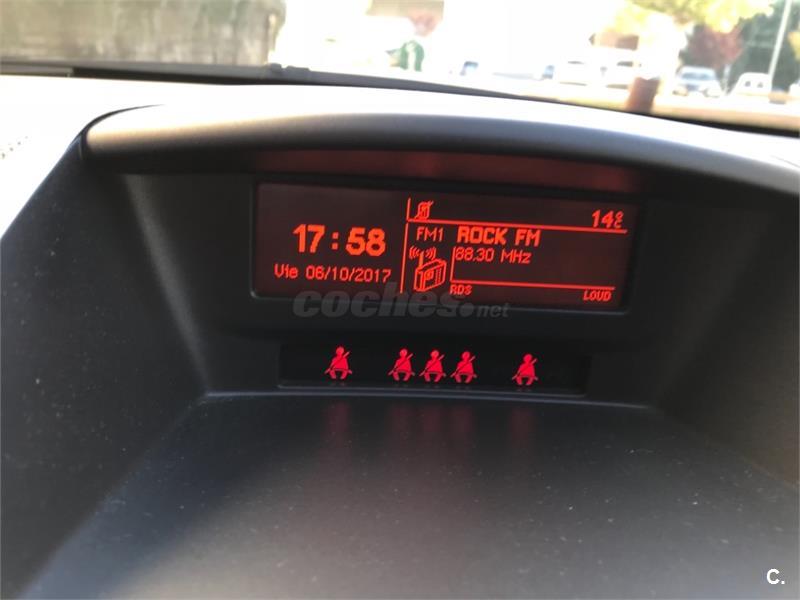 14°C
17:58
FM1 ROCK FM
88.30 MHz
Vie 06/10/2017
RDS LOUD
coches.net
C.